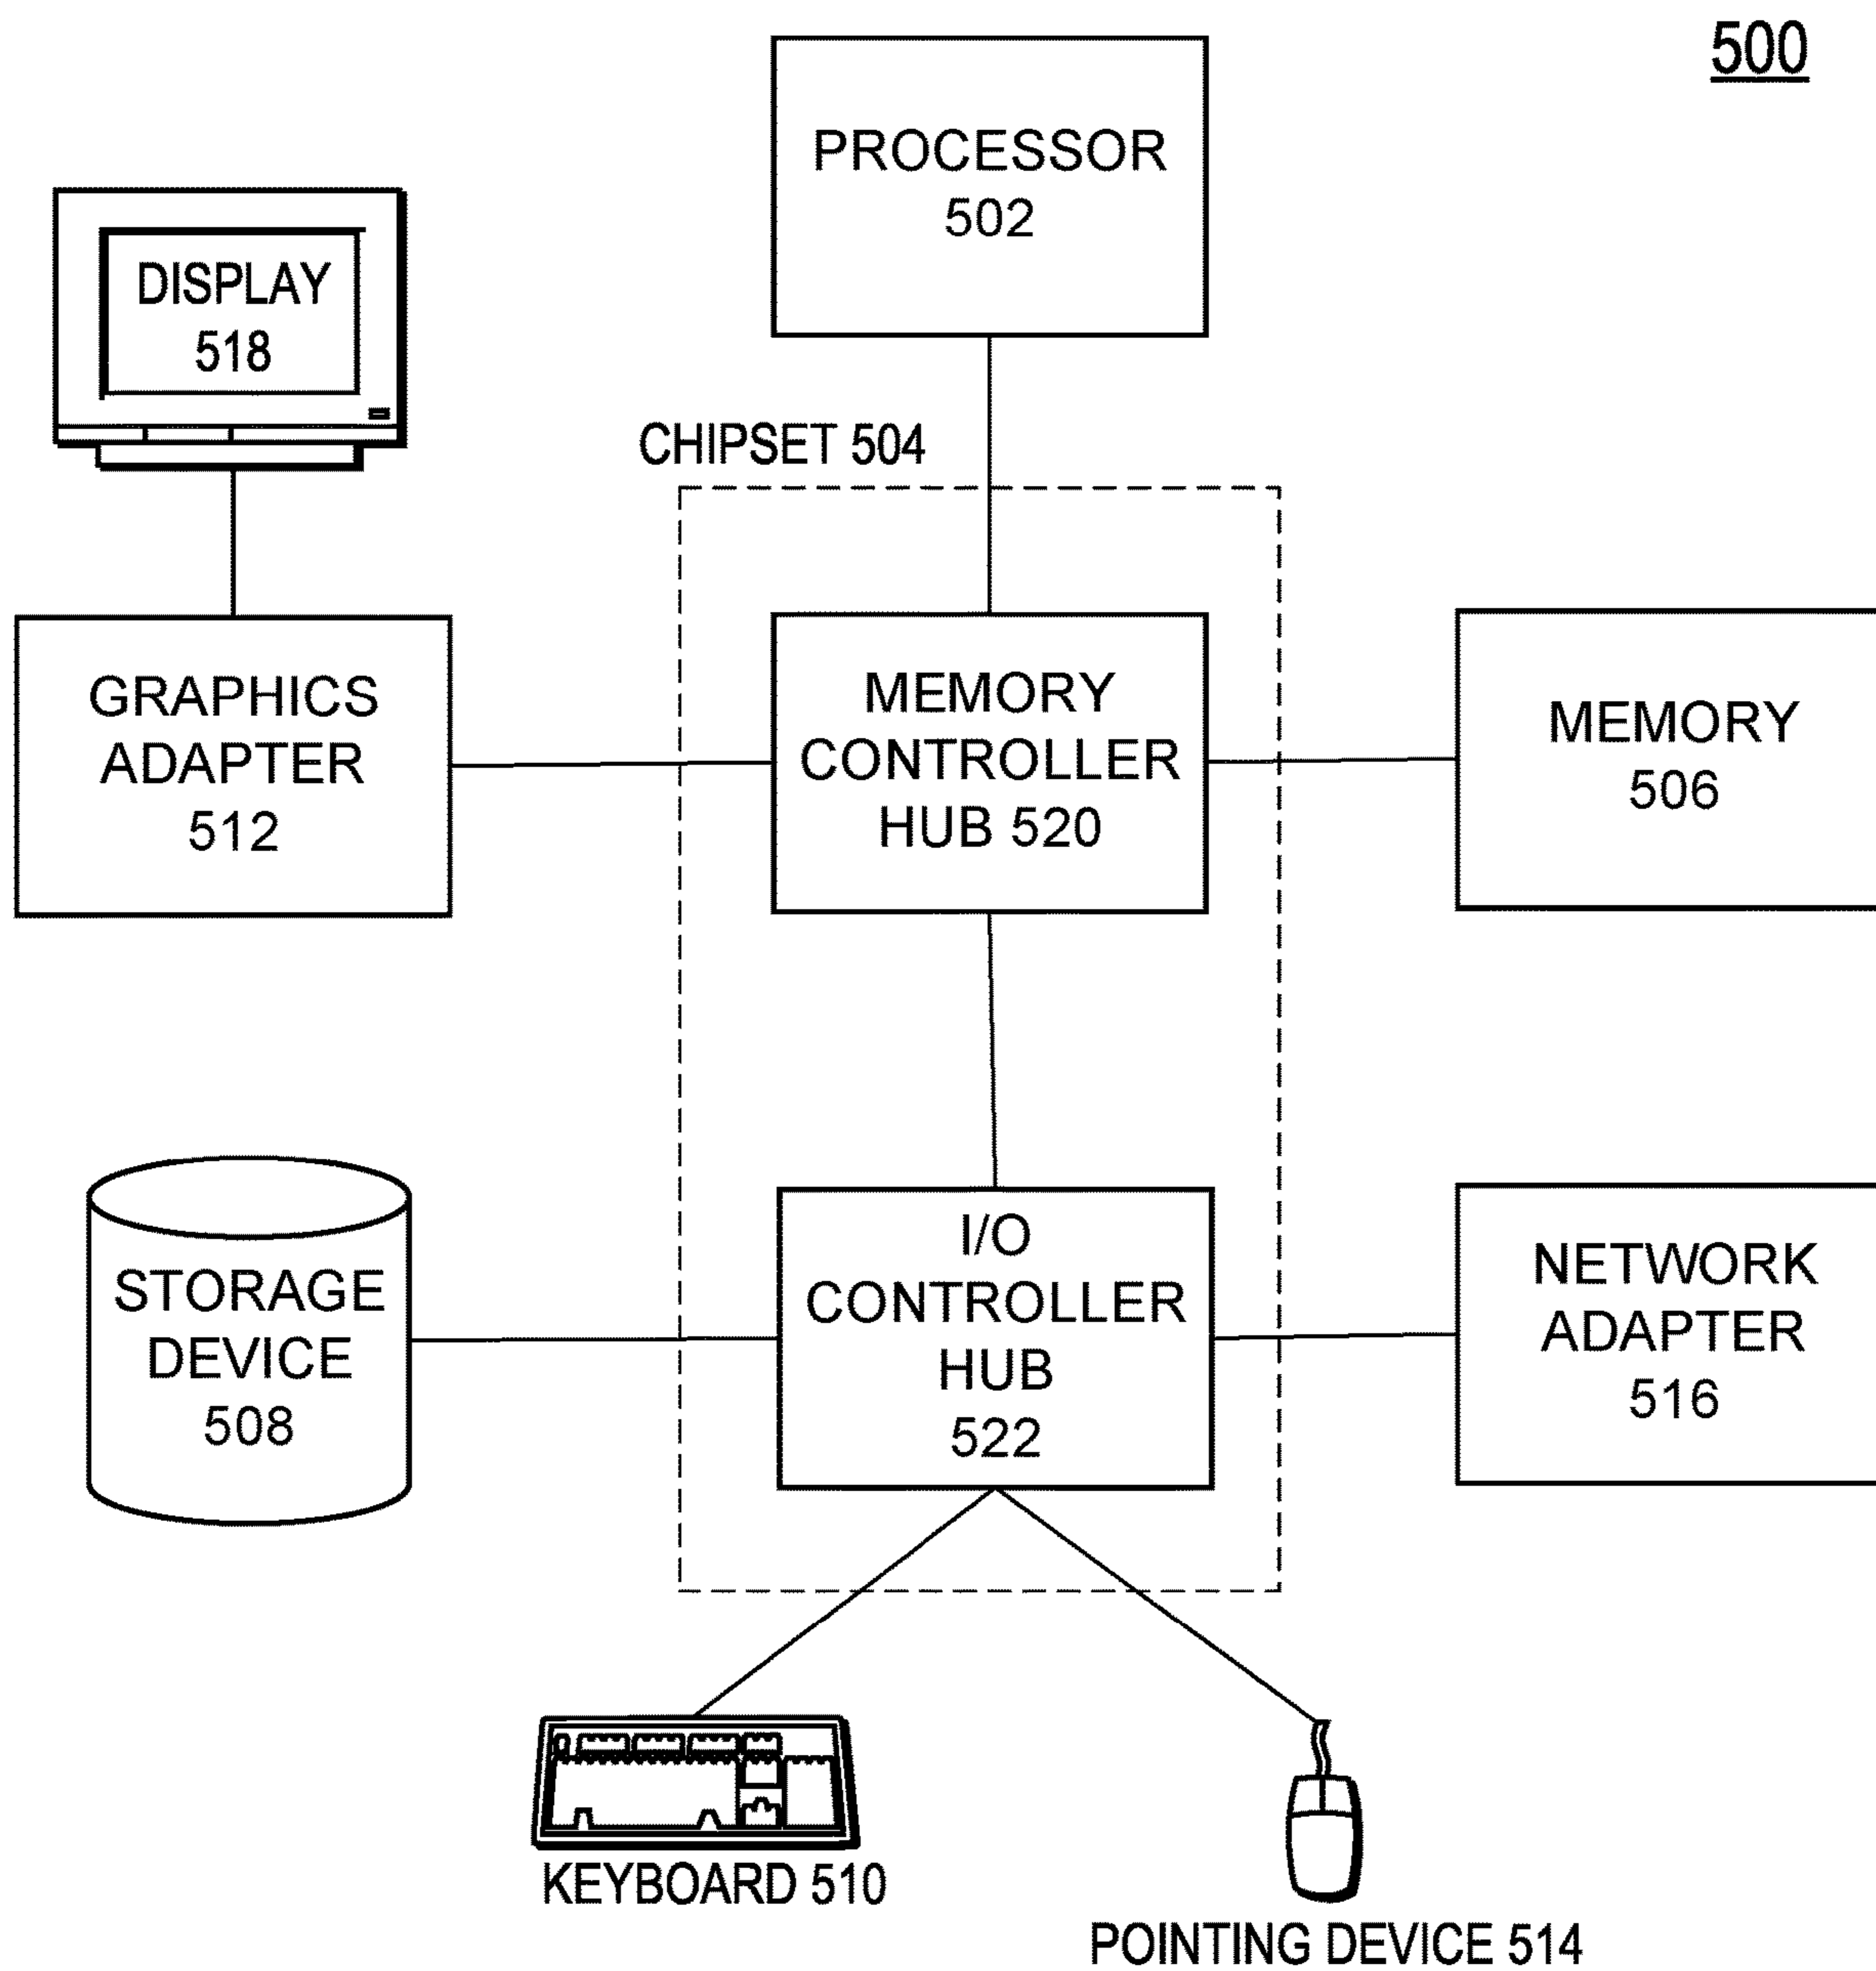 500
PROCESSOR
502
DISPLAY
518
CHIPSET 504
GRAPHICS
ADAPTER
512
MEMORY
CONTROLLER
HUB 520
MEMORY
506
STORAGE
DEVICE
508
I/O
CONTROLLER
HUB
522
NETWORK
ADAPTER
516
KEYBOARD 510
POINTING DEVICE 514